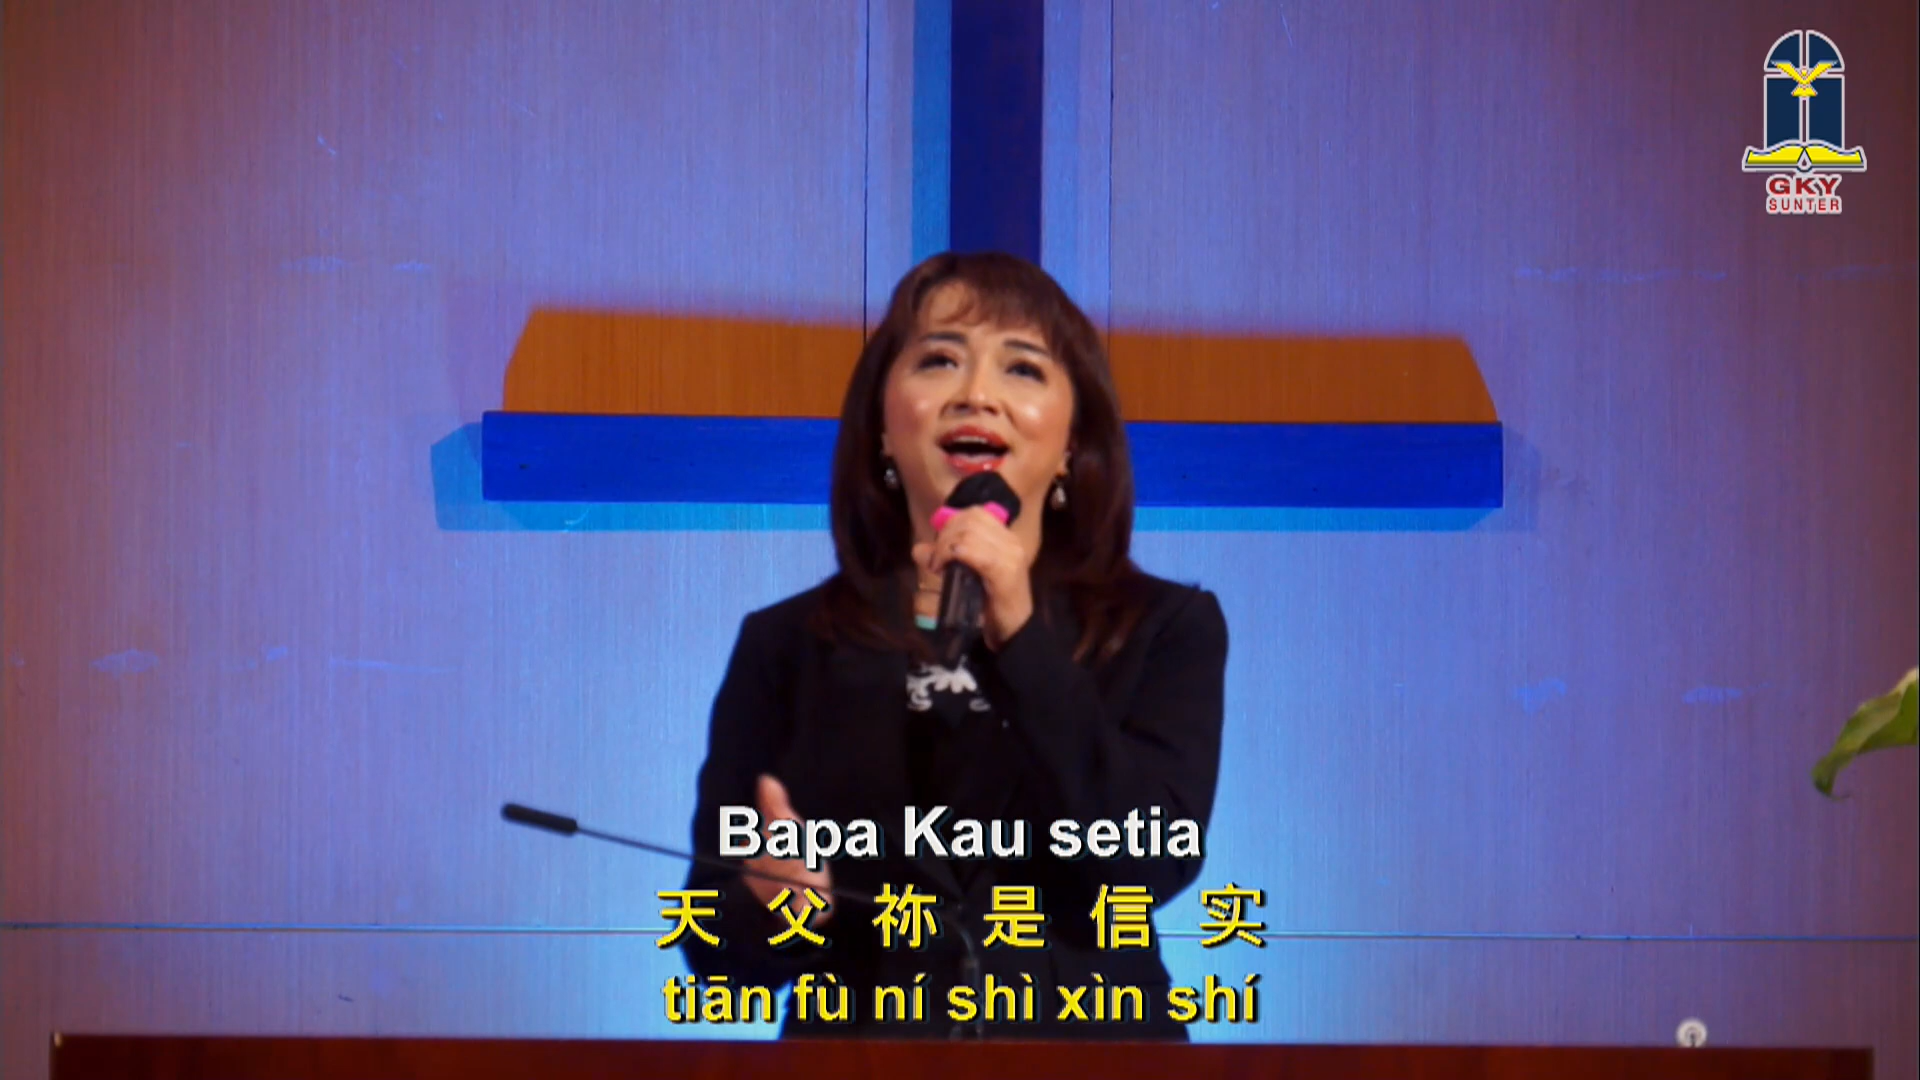 GKY
SUNTER
Bapa Kau setia
天 父 祢 是 信 实
tiān fù ní shì xìn shí